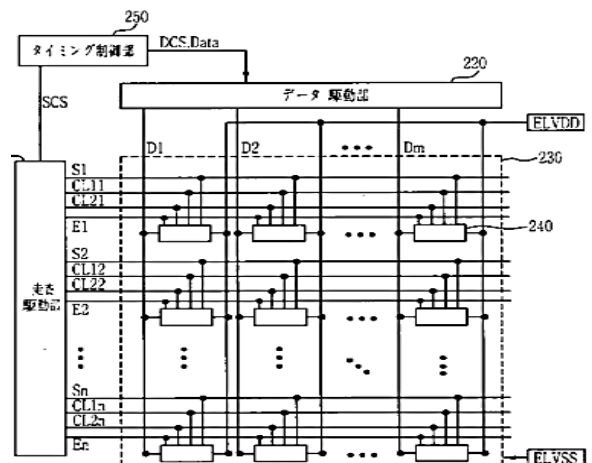 250
タイミング制御部
DCS,Data
220
データ 駆動部
SCS
ELVDD
D1 D2 Dm
230
S1
CL11
CL21
E1
240
S2
CL12
CL22
E2
走査
駆動部
Sn
CL1n
CL2n
En
ELVSS